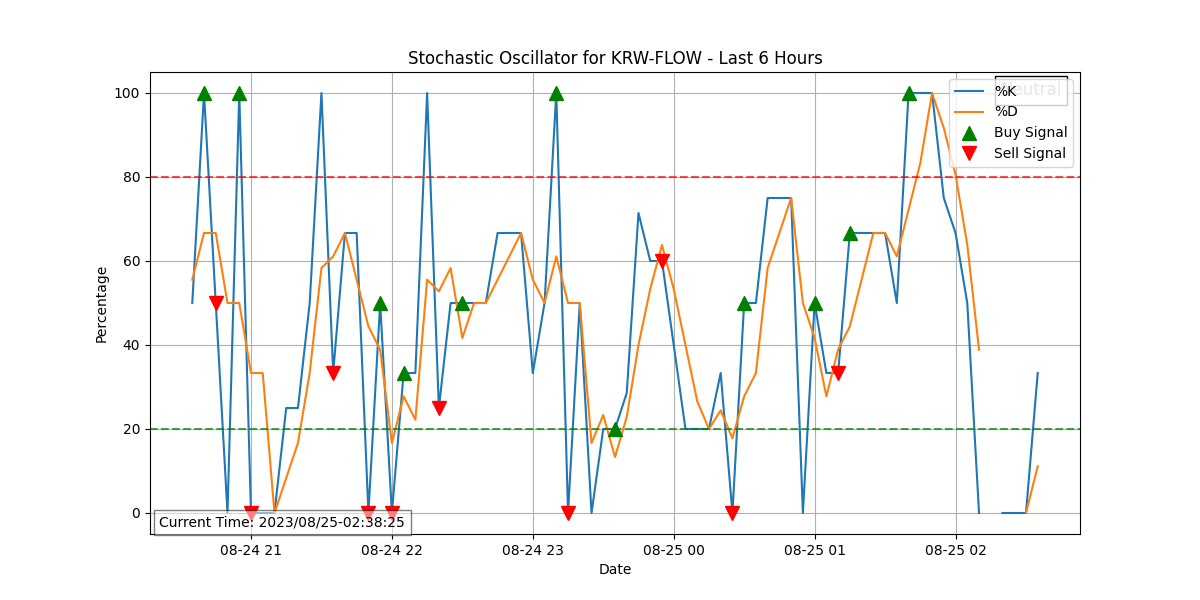 Stochastic Oscillator for KRW-FLOW - Last 6 Hours
Neutral
%K
%D
Buy Signal
Sell Signal
100
80
60
40
20
0
Percentage
Current Time: 2023/08/25-02:38:25
08-24 21
08-24 22
08-24 23
08-25 00
08-25 01
08-25 02
Date